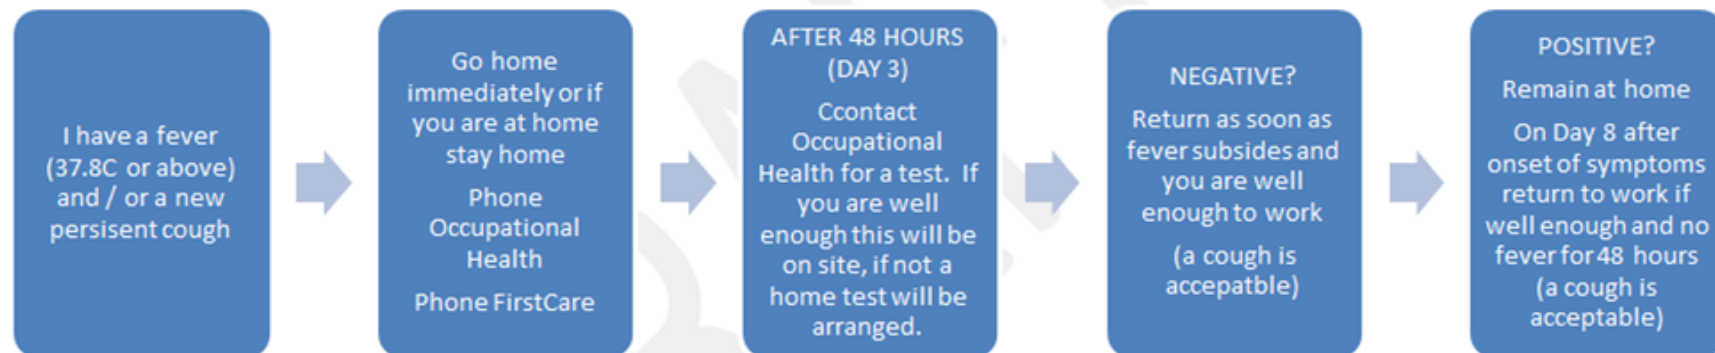 I have a fever
(37.8C or above)
and / or a new
persisent cough
Go home
immediately or if
you are at home
stay home
Phone
Occupational
Health
Phone FirstCare
AFTER 48 HOURS
(DAY 3)
Ccontact
Occupational
Health for a test.  If
you are well
enough this will be
on site, if not a
home test will be
arranged.
NEGATIVE?
Return as soon as
fever subsides and
you are well
enough to work
(a cough is
accepatble)
POSITIVE?
Remain at home
On Day 8 after
onset of symptoms
return to work if
well enough and no
fever for 48 hours
(a cough is
acceptable)